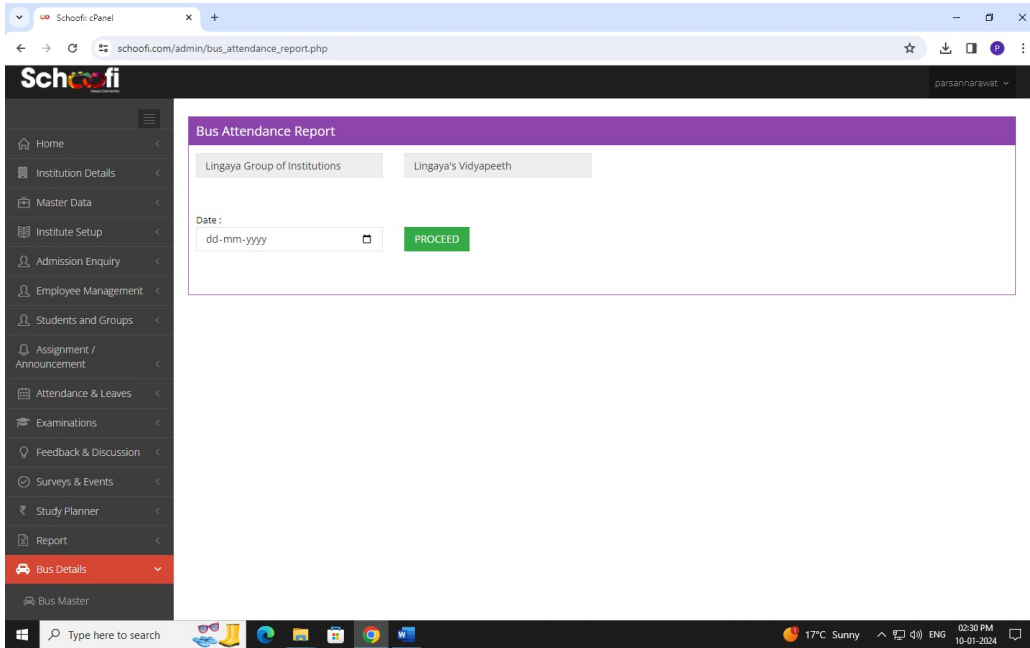 Schoofi: cPanel
schoofi.com/admin/bus_attendance_report.php
P
Schoofi
parsannarawat
Home
Institution Details
Master Data
Institute Setup
Admission Enquiry
Employee Management
Students and Groups
Assignment /
Announcement
Attendance & Leaves
Examinations
Feedback & Discussion
Surveys & Events
Study Planner
Report
Bus Details
Bus Master
Bus Attendance Report
Lingaya Group of Institutions Lingaya's Vidyapeeth
Date :
dd-mm-yyyy PROCEED
Type here to search 17°C Sunny ENG 02:30 PM
10-01-2024